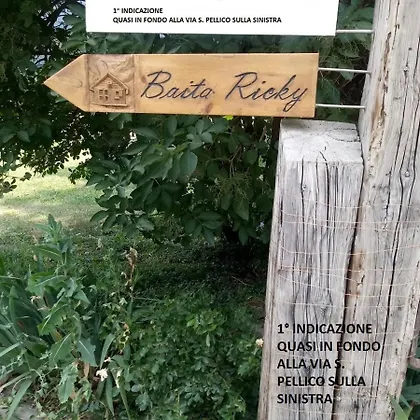 1° INDICAZIONE
QUASI IN FONDO ALLA VIA S. PELLICO SULLA SINISTRA
Baita Ricky
1° INDICAZIONE
QUASI IN FONDO
ALLA VIA S.
PELLICO SULLA
SINISTRA